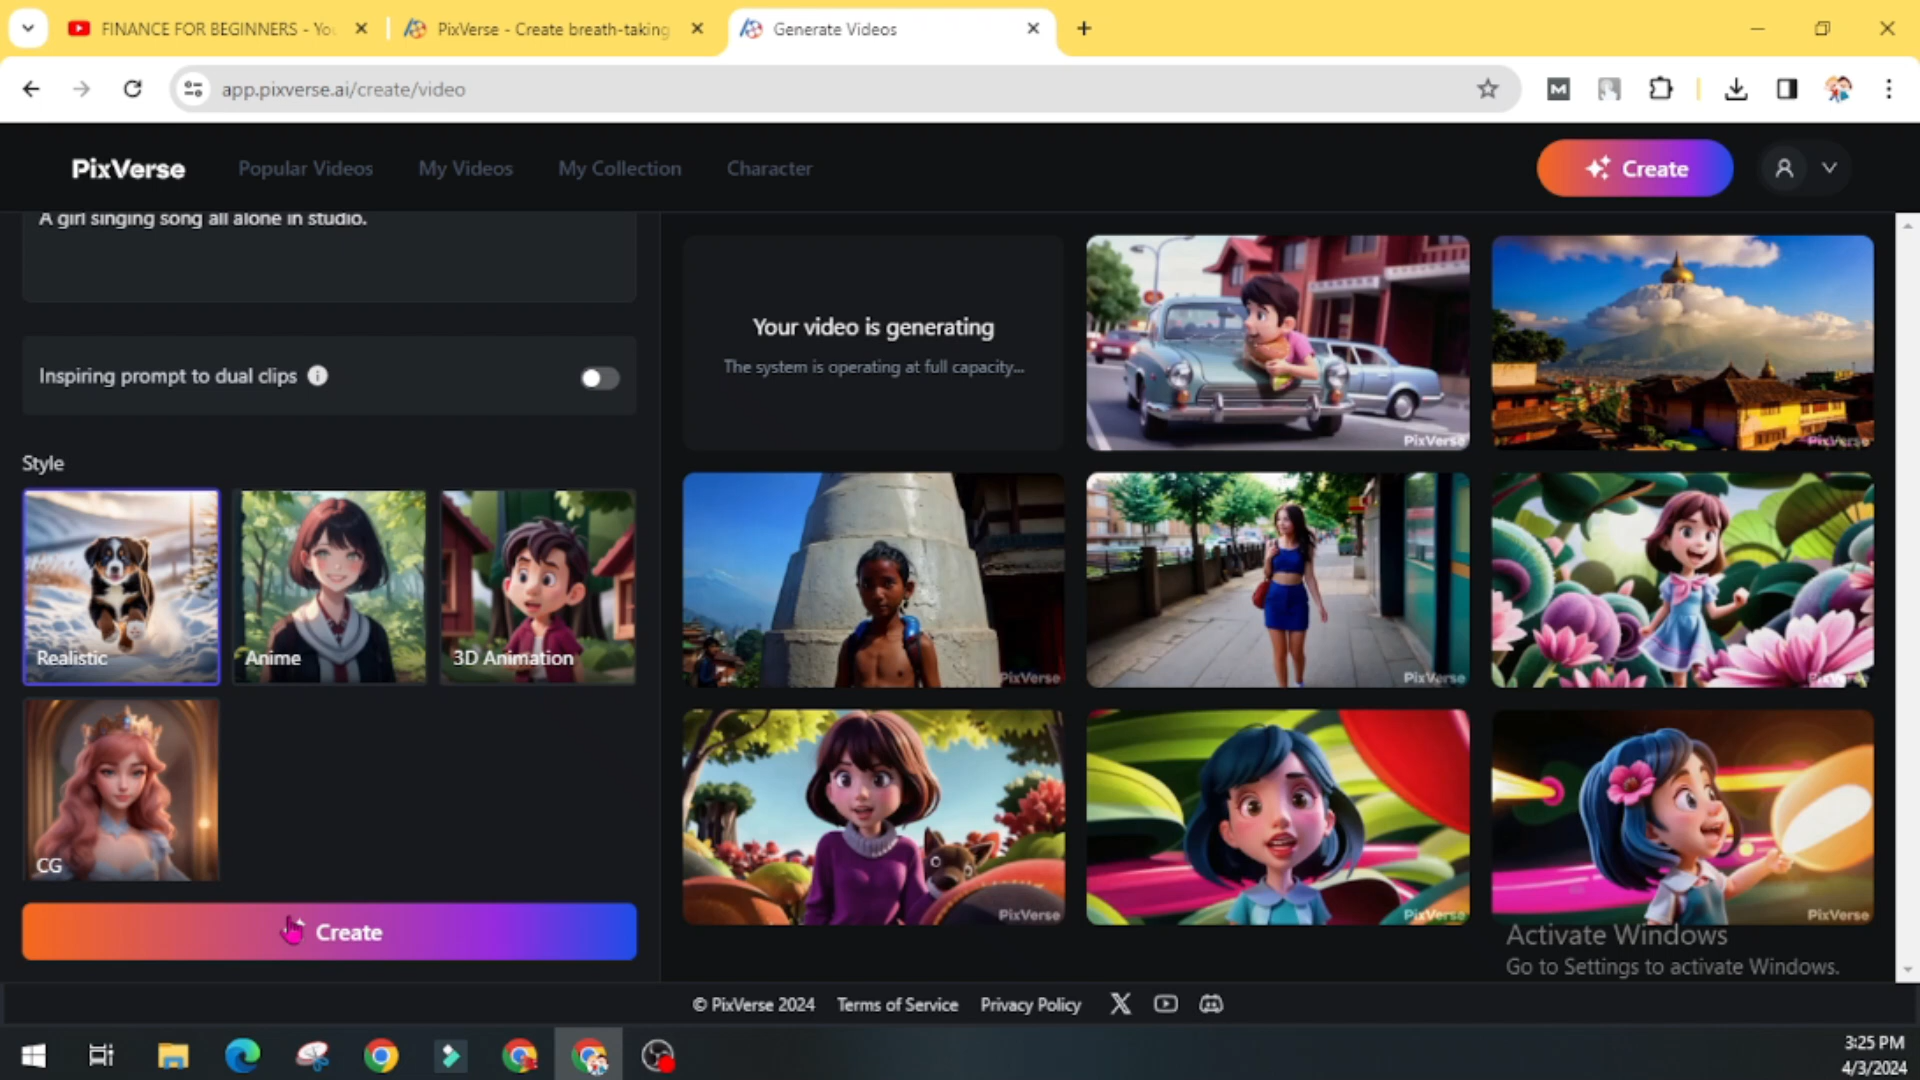 FINANCE FOR BEGINNERS - Yo
PixVerse - Create breath-taking
Generate Videos
app.pixverse.ai/create/video
PixVerse
Popular Videos
My Videos
My Collection
Character
Create
A girl singing song all alone in studio.
Inspiring prompt to dual clips
Style
Realistic
Anime
3D Animation
CG
Create
Your video is generating
The system is operating at full capacity...
PixVerse
PixVerse
PixVerse
PixVerse
PixVerse
PixVerse
PixVerse
PixVerse
Activate Windows
Go to Settings to activate Windows.
© PixVerse 2024
Terms of Service
Privacy Policy
3:25 PM
4/3/2024